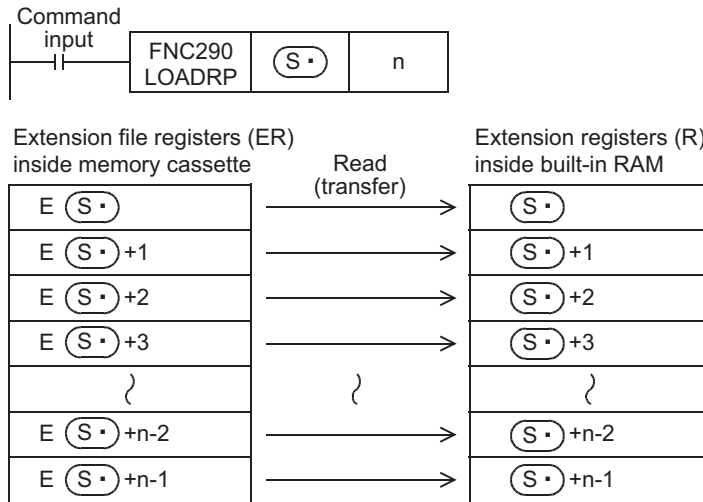 Command
input
FNC290
LOADRP
S·
n
Extension file registers (ER)
inside memory cassette
Read
(transfer)
Extension registers (R)
inside built-in RAM
E S·
S·
E S·+1
S·+1
E S·+2
S·+2
E S·+3
S·+3
E S·+n-2
S·+n-2
E S·+n-1
S·+n-1